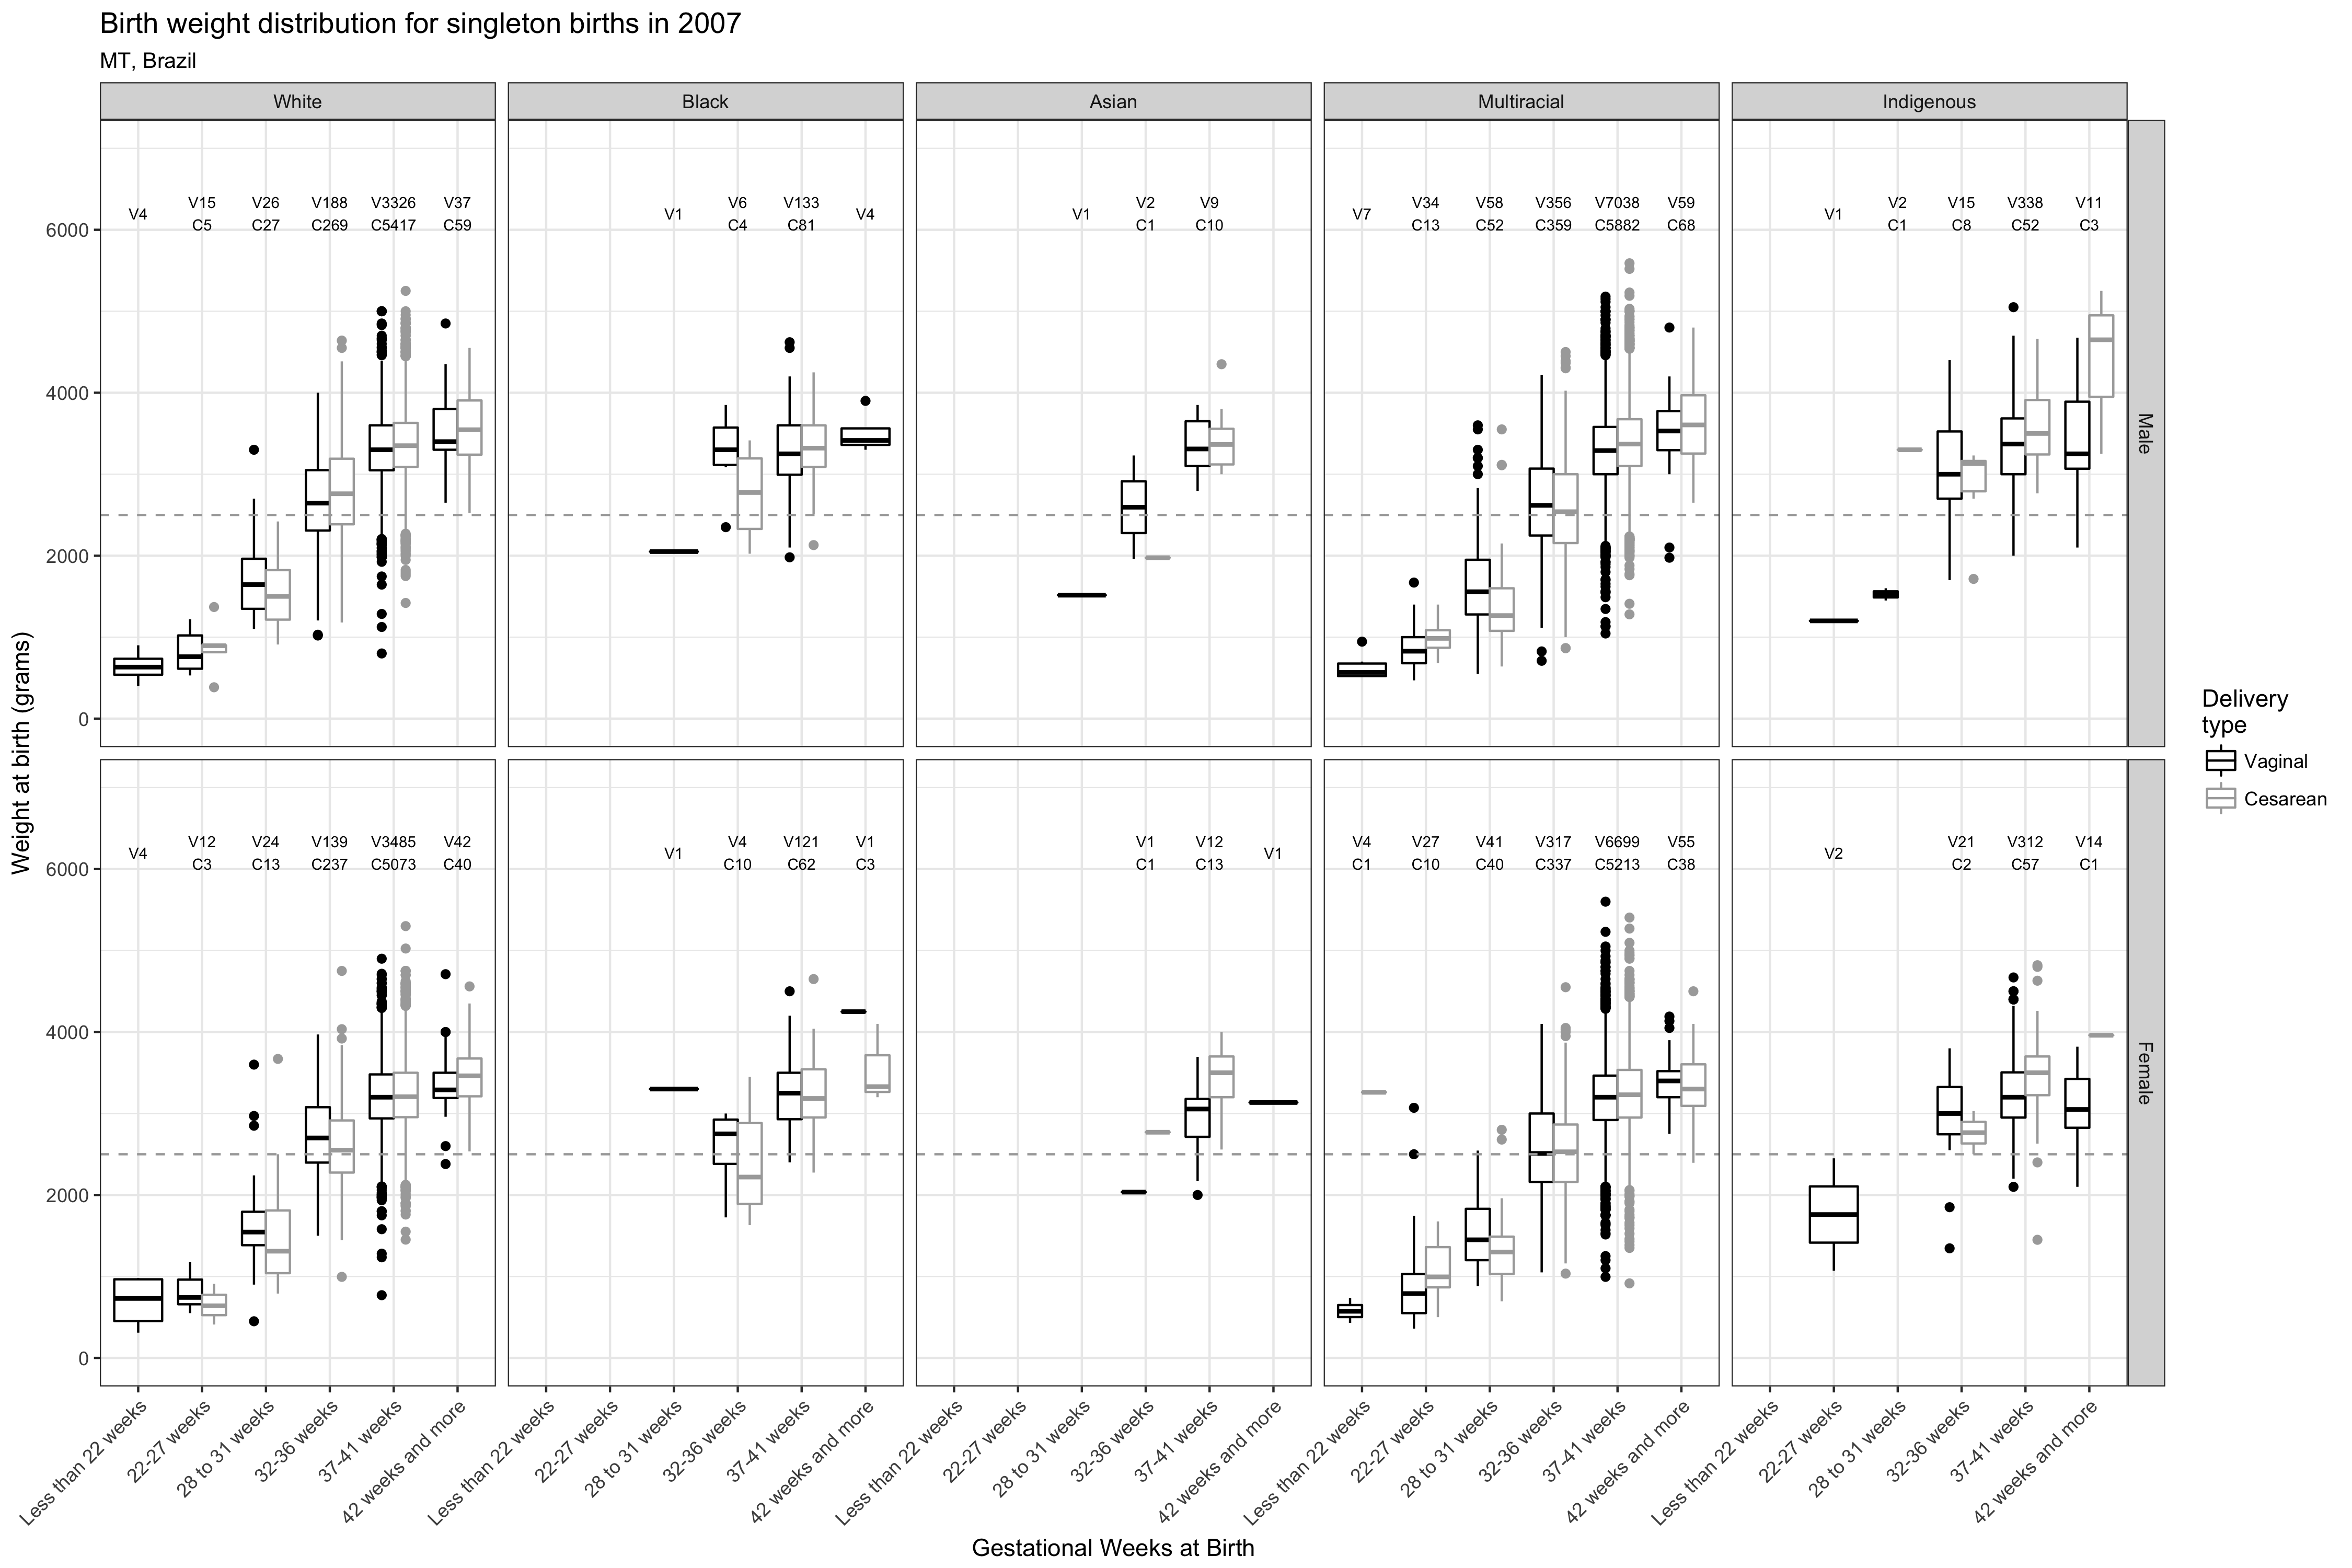 Birth weight distribution for singleton births in 2007
MT, Brazil
White Black Asian Multiracial Indigenous
V4 V15 V26 V188 V3326 V37 V1 V6 V133 V4 V1 V2 V9 V7 V34 V58 V356 V7038 V59 V1 V2 V15 V338 V11
C5 C27 C269 C5417 C59 C4 C81 C1 C10 C13 C52 C359 C5882 C68 C1 C8 C52 C3
6000
4000
2000
0
Male
V4 V12 V24 V139 V3485 V42 V1 V4 V121 V1 V1 V12 V1 V4 V27 V41 V317 V6699 V55 V2 V21 V312 V14
C3 C13 C237 C5073 C40 C10 C62 C3 C1 C13 C1 C10 C40 C337 C5213 C38 C2 C57 C1
6000
4000
2000
0
Female
Weight at birth (grams)
Less than 22 weeks 22-27 weeks 28 to 31 weeks 32-36 weeks 37-41 weeks 42 weeks and more Less than 22 weeks 22-27 weeks 28 to 31 weeks 32-36 weeks 37-41 weeks 42 weeks and more Less than 22 weeks 22-27 weeks 28 to 31 weeks 32-36 weeks 37-41 weeks 42 weeks and more Less than 22 weeks 22-27 weeks 28 to 31 weeks 32-36 weeks 37-41 weeks 42 weeks and more Less than 22 weeks 22-27 weeks 28 to 31 weeks 32-36 weeks 37-41 weeks 42 weeks and more
Gestational Weeks at Birth
Delivery
type
Vaginal
Cesarean